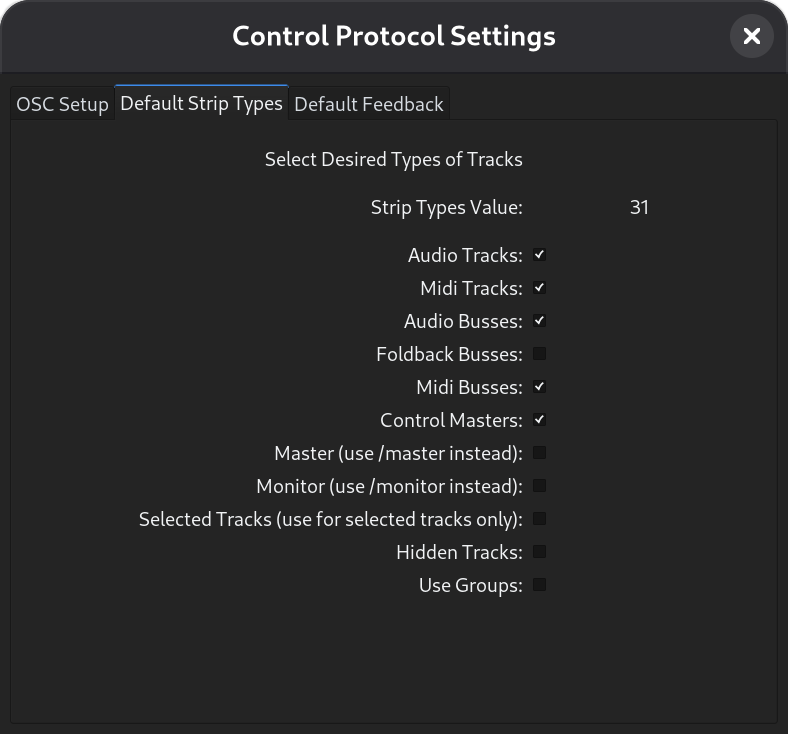 Control Protocol Settings
OSC Setup Default Strip Types Default Feedback
Select Desired Types of Tracks
Strip Types Value: 31
Audio Tracks:
Midi Tracks:
Audio Busses:
Foldback Busses:
Midi Busses:
Control Masters:
Master (use /master instead):
Monitor (use /monitor instead):
Selected Tracks (use for selected tracks only):
Hidden Tracks:
Use Groups: